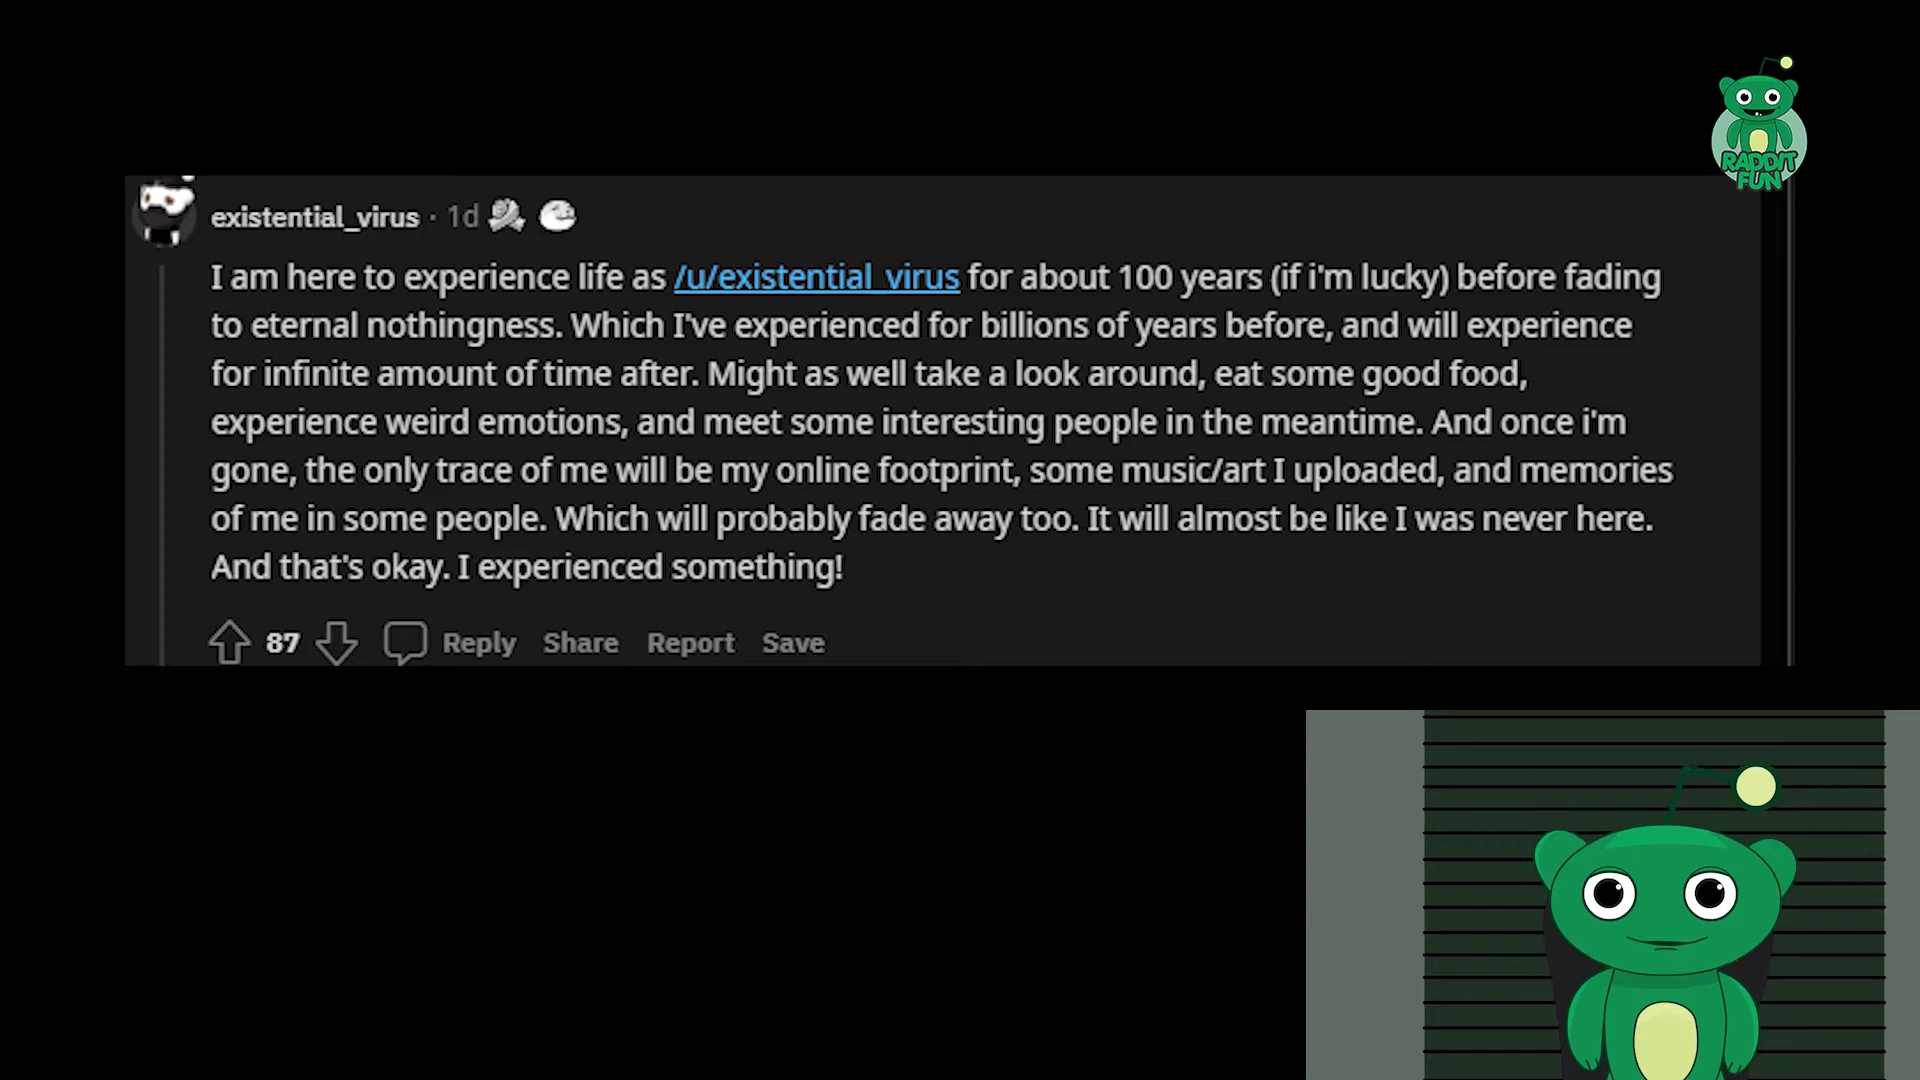 RADDIT
FUN
existential_virus · 1d
I am here to experience life as /u/existential_virus for about 100 years (if i'm lucky) before fading
to eternal nothingness. Which I've experienced for billions of years before, and will experience
for infinite amount of time after. Might as well take a look around, eat some good food,
experience weird emotions, and meet some interesting people in the meantime. And once i'm
gone, the only trace of me will be my online footprint, some music/art I uploaded, and memories
of me in some people. Which will probably fade away too. It will almost be like I was never here.
And that's okay. I experienced something!
87 Reply Share Report Save